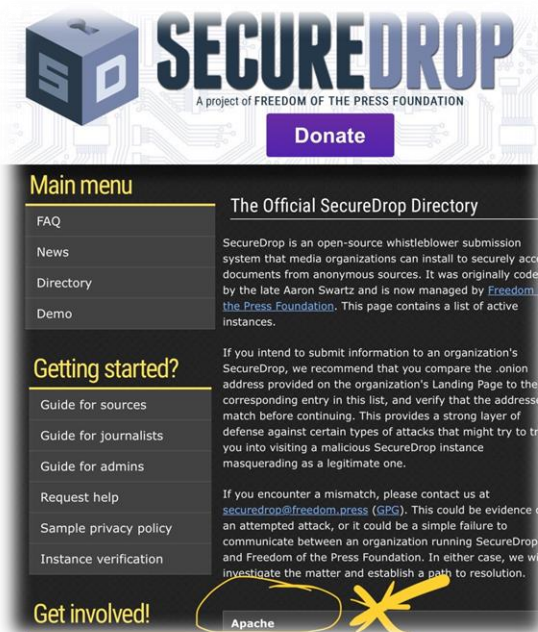 S D
SECUREDROP
A project of FREEDOM OF THE PRESS FOUNDATION
Donate
Main menu
FAQ
News
Directory
Demo
Getting started?
Guide for sources
Guide for journalists
Guide for admins
Request help
Sample privacy policy
Instance verification
Get involved!
The Official SecureDrop Directory
SecureDrop is an open-source whistleblower submission
system that media organizations can install to securely
documents from anonymous sources. It was originally
by the late Aaron Swartz and is now managed by Freedom
the Press Foundation. This page contains a list of active
instances.
If you intend to submit information to an organization's
SecureDrop, we recommend that you compare the .onion
address provided on the organization's Landing Page to the
corresponding entry in this list, and verify that the
match before continuing. This provides a strong layer of
defense against certain types of attacks that might try to
you into visiting a malicious SecureDrop instance
masquerading as a legitimate one.
If you encounter a mismatch, please contact us at
securedrop@freedom.press (GPG). This could be evidence
an attempted attack, or it could be a simple failure to
communicate between an organization running SecureDrop
and Freedom of the Press Foundation. In either case, we
investigate the matter and establish a path to resolution.
Apache